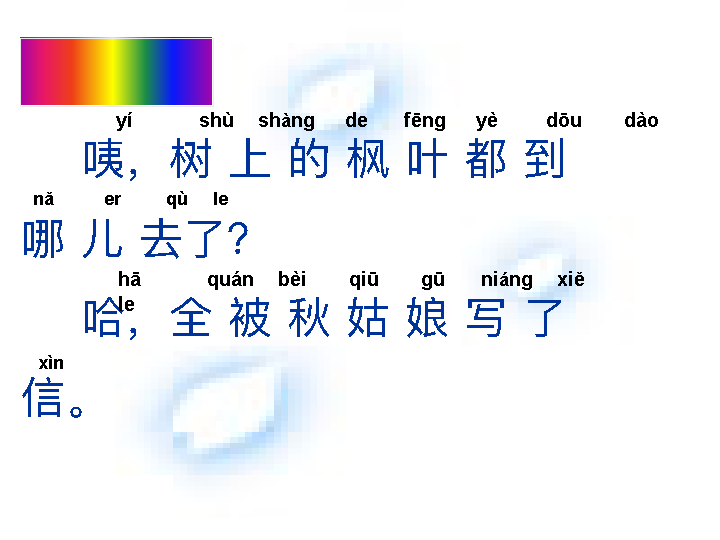 yí shù shàng de fēng yè dōu dào
咦，树 上 的 枫 叶 都 到
nǎ er qù le
哪 儿 去了？
hā quán bèi qiū gū niáng xiě
le
哈，全 被 秋 姑 娘 写 了
xìn
信。